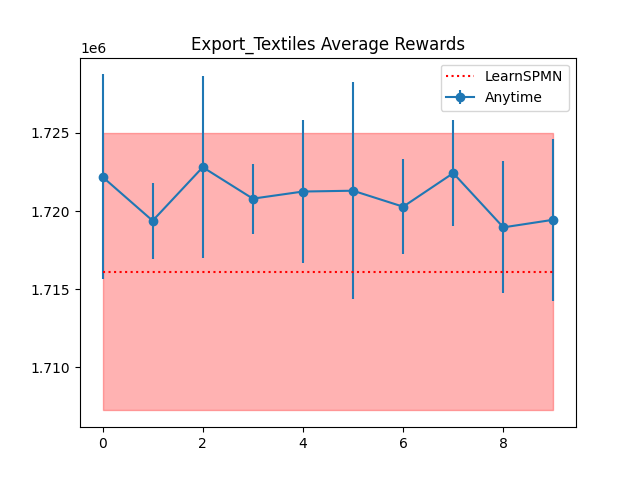 Export_Textiles Average Rewards
1e6
LearnSPMN
Anytime
1.725
1.720
1.715
1.710
0 2 4 6 8